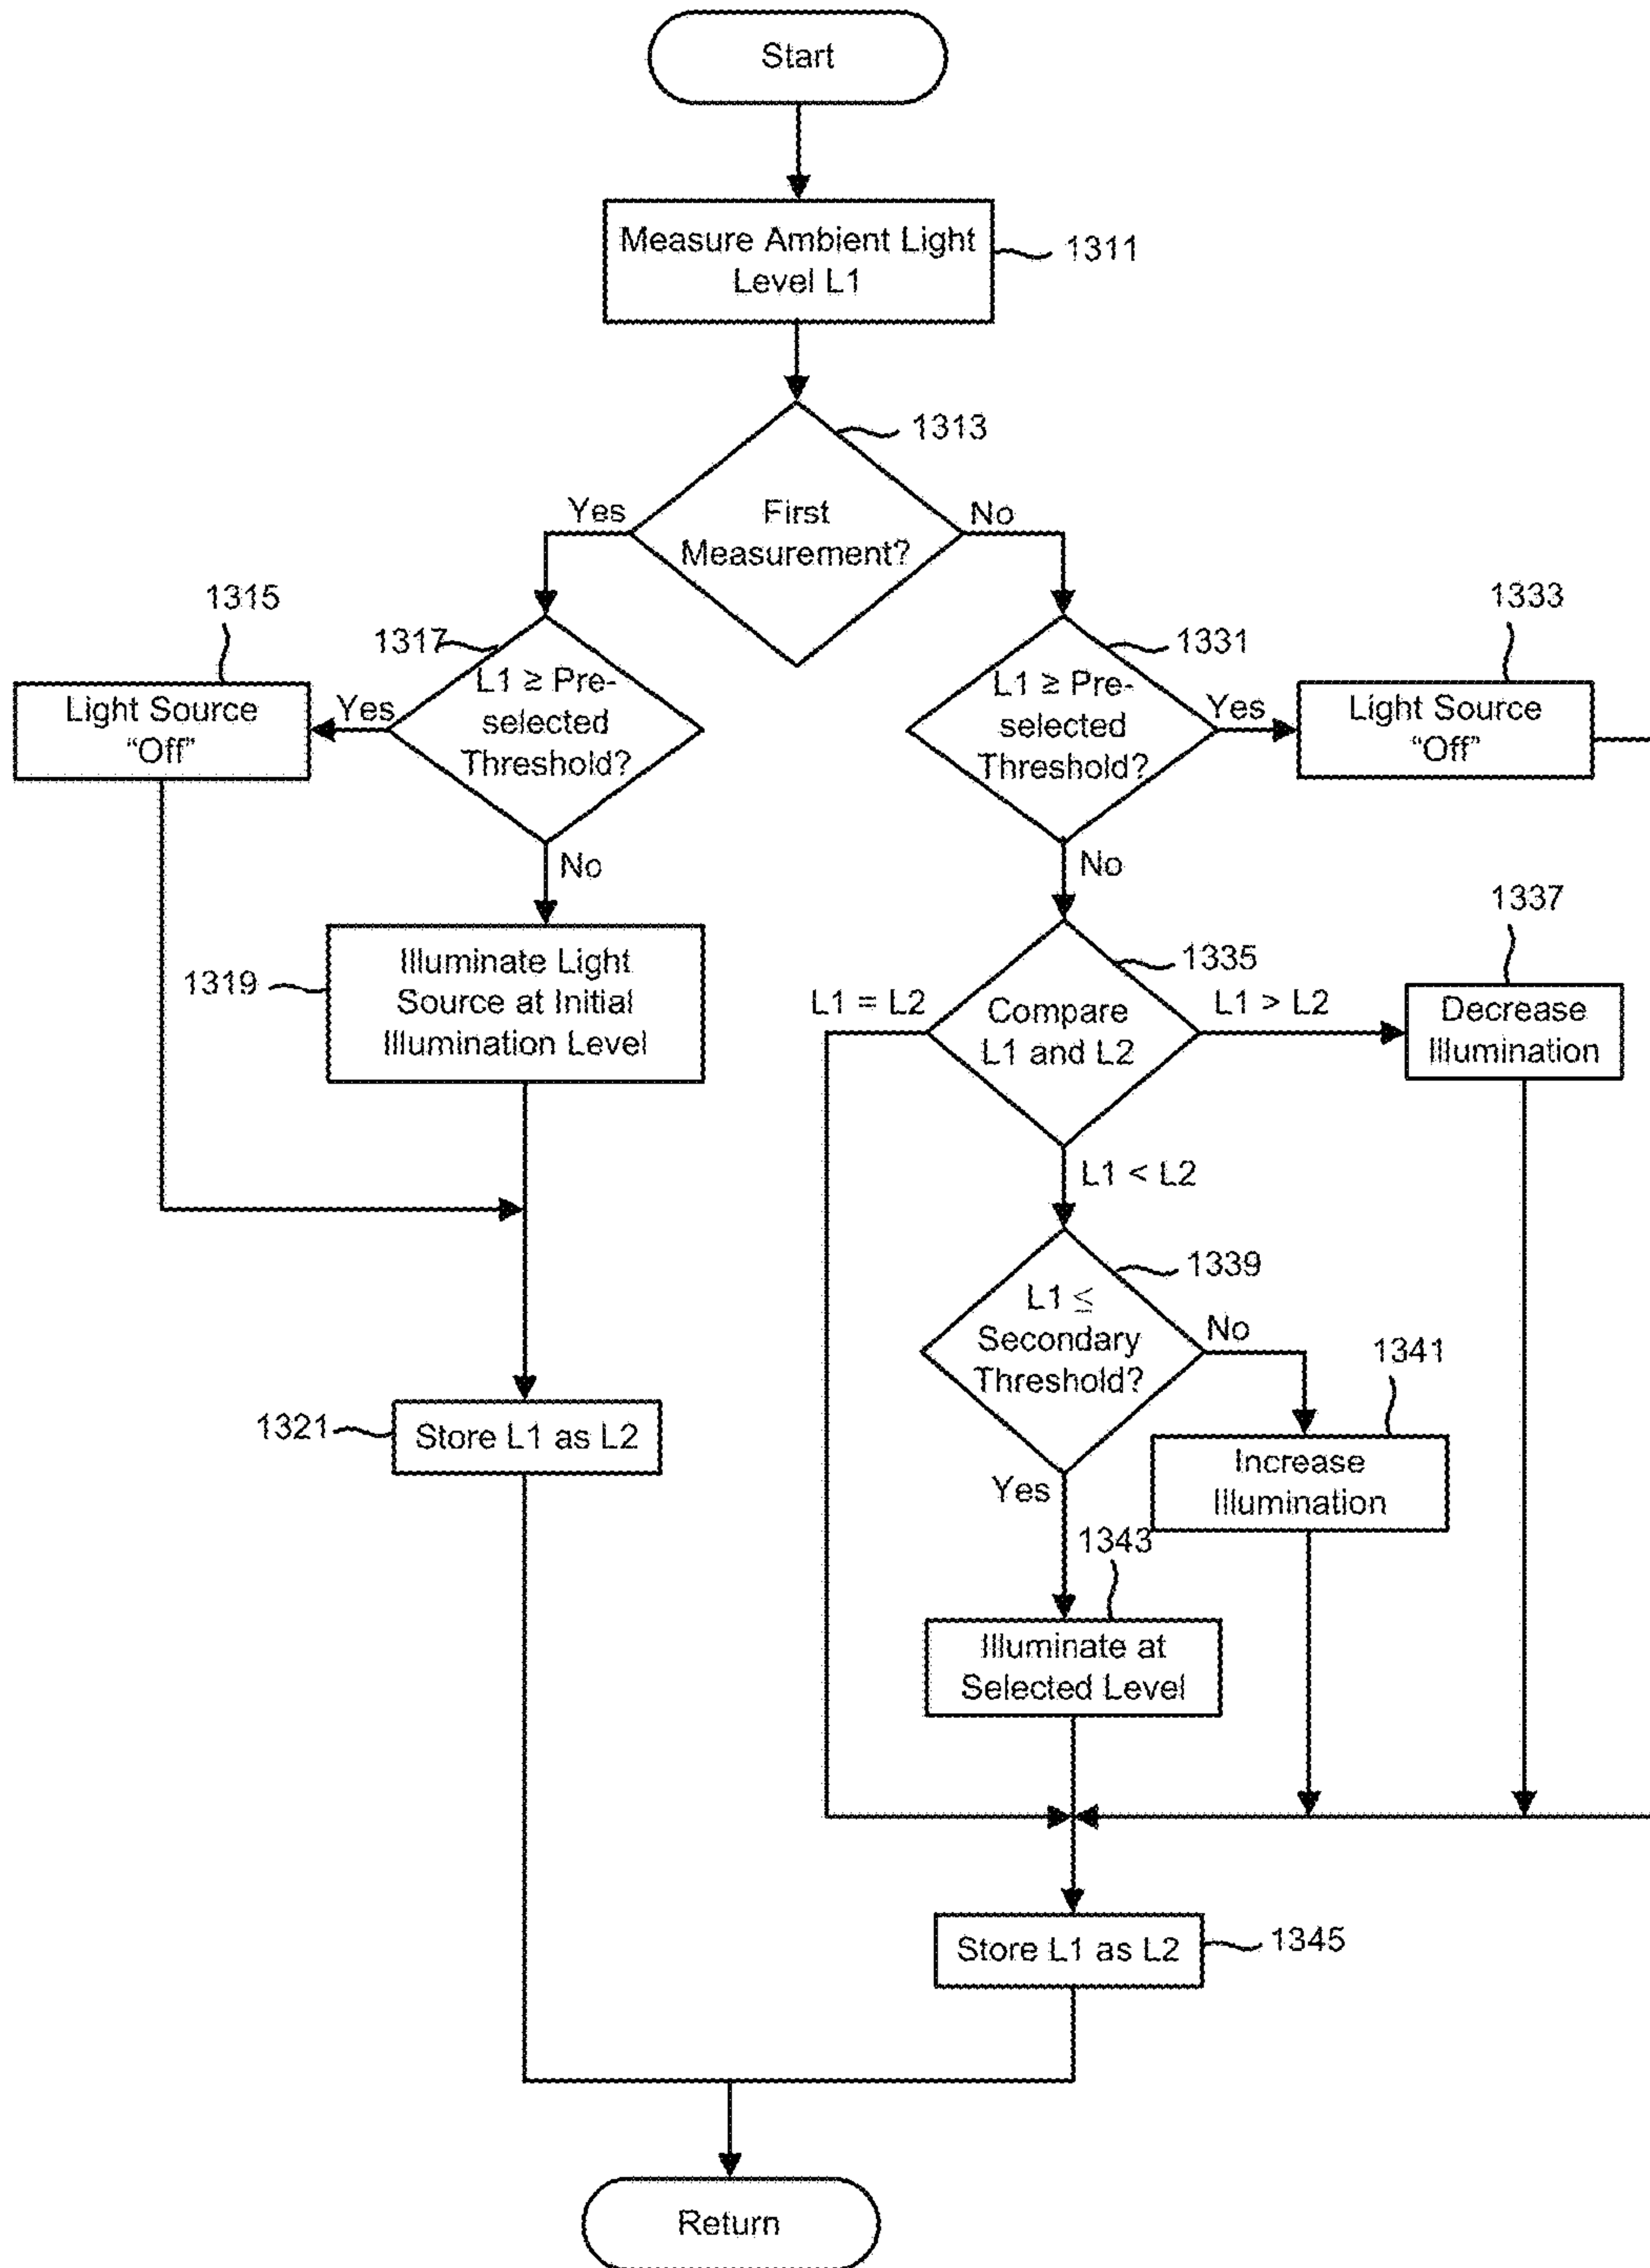 Start
Measure Ambient Light
Level L1
1311
1313
First
Measurement?
Yes
No
1315
1317
L1 ≥ Pre-
selected
Threshold?
Yes
Light Source
“Off”
No
1331
L1 ≥ Pre-
selected
Threshold?
Yes
1333
Light Source
“Off”
No
1319
Illuminate Light
Source at Initial
Illumination Level
1335
L1 = L2
Compare
L1 and L2
L1 > L2
1337
Decrease
Illumination
L1 < L2
1339
L1 ≤
Secondary
Threshold?
No
1341
Increase
Illumination
Yes
1321
Store L1 as L2
1343
Illuminate at
Selected Level
Store L1 as L2
1345
Return